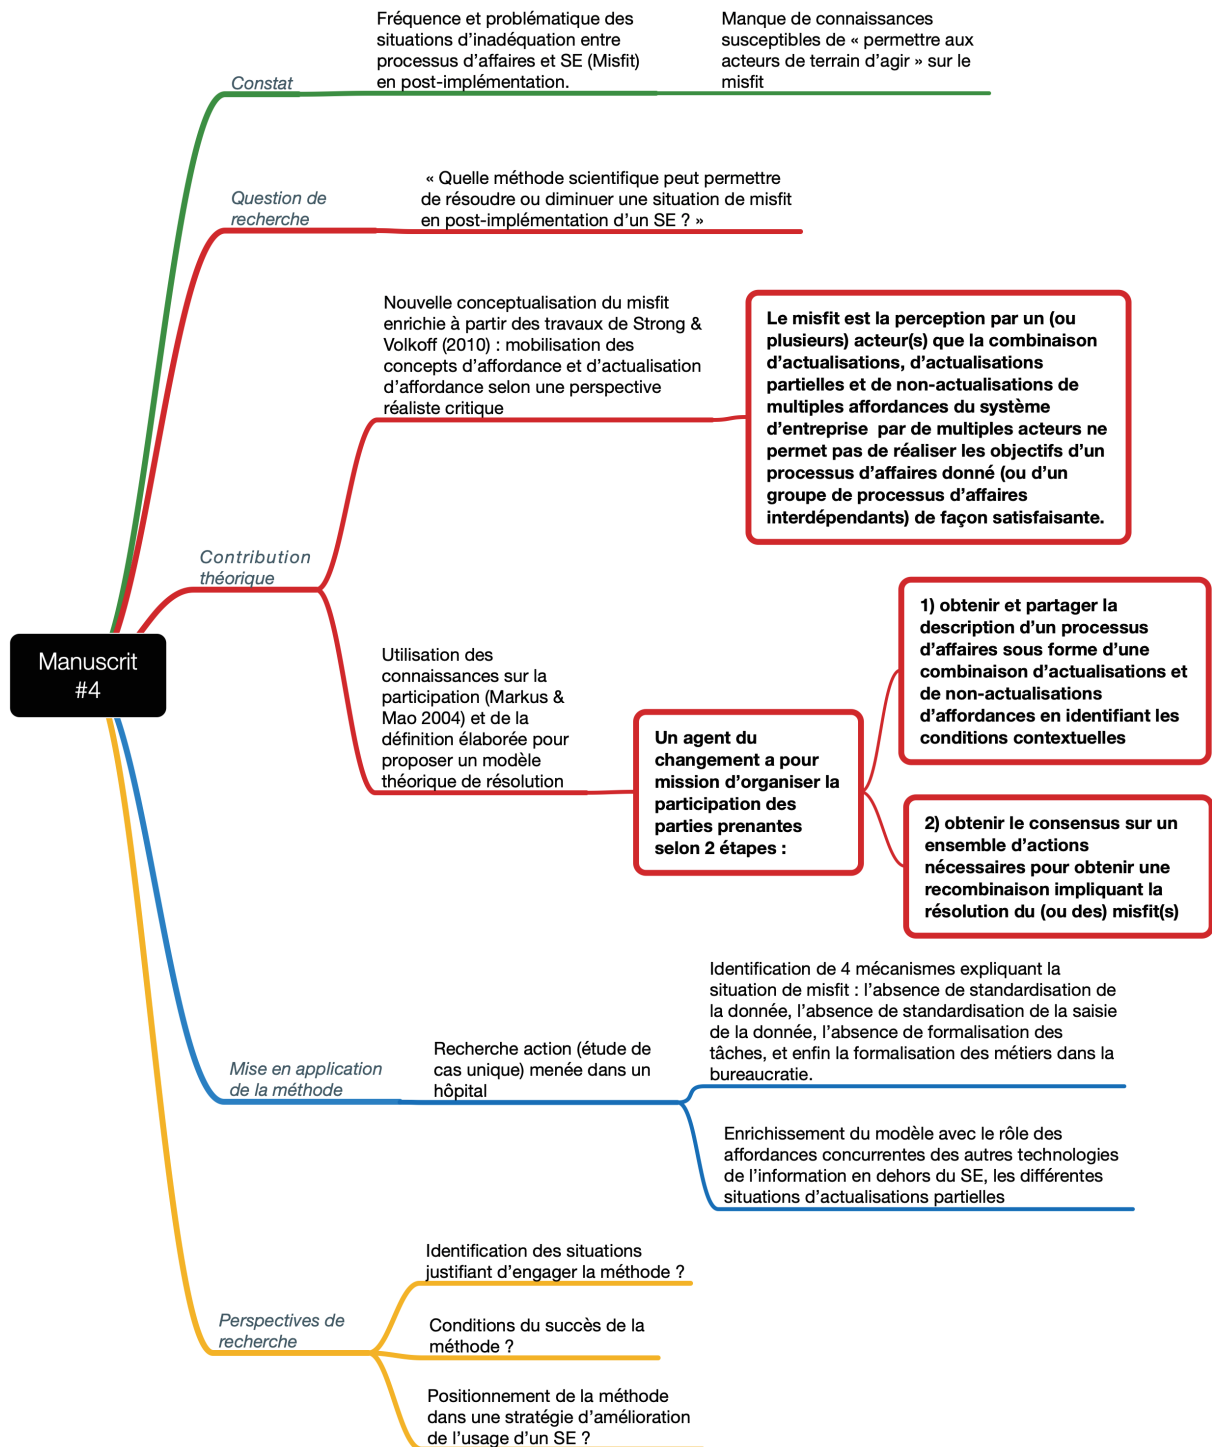 Manuscrit
#4
Constat
Fréquence et problématique des
situations d’inadéquation entre
processus d’affaires et SE (Misfit)
en post-implémentation.
Manque de connaissances
susceptibles de « permettre aux
acteurs de terrain d’agir » sur le
misfit
Question de
recherche
« Quelle méthode scientifique peut permettre
de résoudre ou diminuer une situation de misfit
en post-implémentation d’un SE ? »
Contribution
théorique
Nouvelle conceptualisation du misfit
enrichie à partir des travaux de Strong &
Volkoff (2010) : mobilisation des
concepts d’affordance et d’actualisation
d’affordance selon une perspective
réaliste critique
Le misfit est la perception par un (ou
plusieurs) acteur(s) que la combinaison
d’actualisations, d’actualisations
partielles et de non-actualisations de
multiples affordances du système
d’entreprise par de multiples acteurs ne
permet pas de réaliser les objectifs d’un
processus d’affaires donné (ou d’un
groupe de processus d’affaires
interdépendants) de façon satisfaisante.
Utilisation des
connaissances sur la
participation (Markus &
Mao 2004) et de la
définition élaborée pour
proposer un modèle
théorique de résolution
Un agent du
changement a pour
mission d’organiser la
participation des
parties prenantes
selon 2 étapes :
1) obtenir et partager la
description d’un processus
d’affaires sous forme d’une
combinaison d’actualisations et
de non-actualisations
d’affordances en identifiant les
conditions contextuelles
2) obtenir le consensus sur un
ensemble d’actions
nécessaires pour obtenir une
recombinaison impliquant la
résolution du (ou des) misfit(s)
Mise en application
de la méthode
Recherche action (étude de
cas unique) menée dans un
hôpital
Identification de 4 mécanismes expliquant la
situation de misfit : l’absence de standardisation de
la donnée, l’absence de standardisation de la saisie
de la donnée, l’absence de formalisation des
tâches, et enfin la formalisation des métiers dans la
bureaucratie.
Enrichissement du modèle avec le rôle des
affordances concurrentes des autres technologies
de l’information en dehors du SE, les différentes
situations d’actualisations partielles
Perspectives de
recherche
Identification des situations
justifiant d’engager la méthode ?
Conditions du succès de la
méthode ?
Positionnement de la méthode
dans une stratégie d’amélioration
de l’usage d’un SE ?